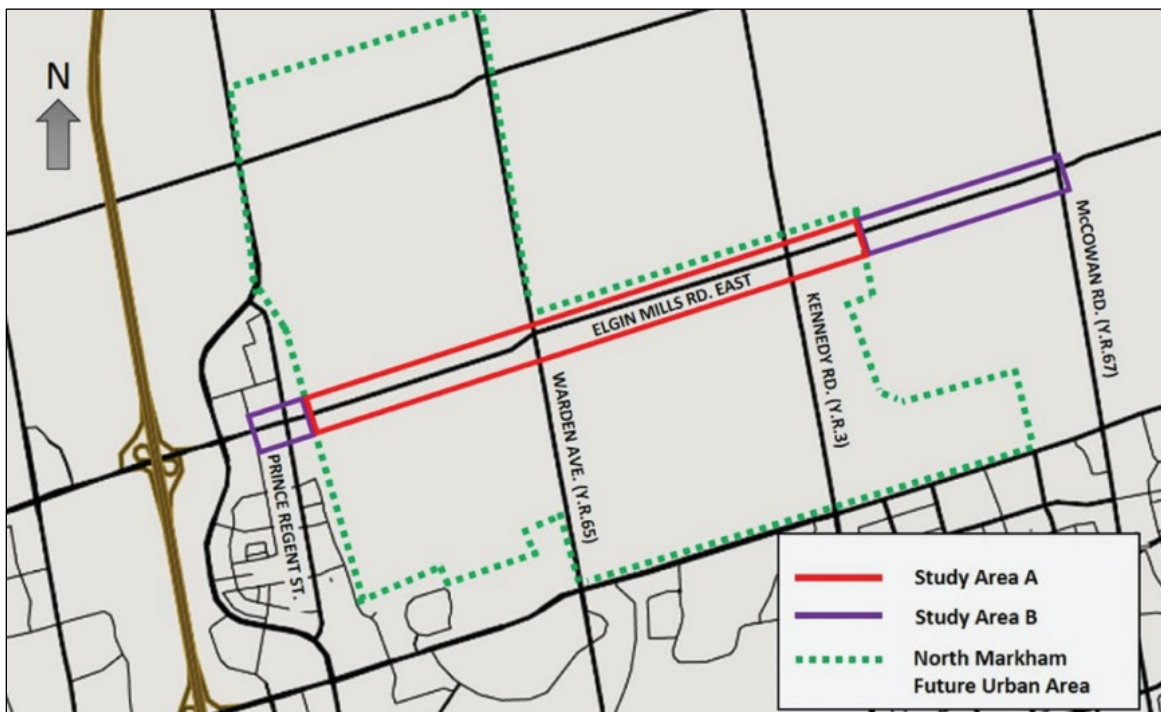 N
ELGIN MILLS RD. EAST
McCOWAN RD. (Y.R.67)
KENNEDY RD. (Y.R.3)
WARDEN AVE. (Y.R.65)
PRINCE REGENT ST.
Study Area A
Study Area B
North Markham
Future Urban Area